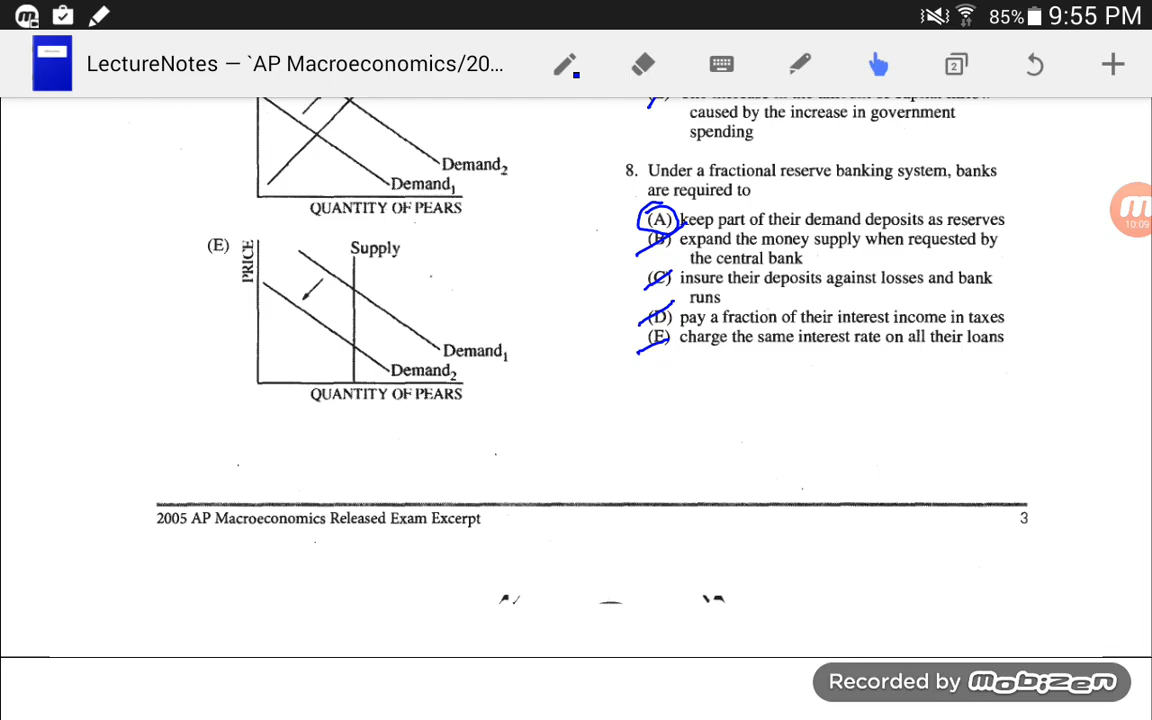 85% 9:55 PM
LectureNotes — `AP Macroeconomics/20...
2
Demand2
Demand1
QUANTITY OF PEARS
(E)
PRICE
Supply
Demand1
Demand2
QUANTITY OF PEARS
caused by the increase in government
spending
8. Under a fractional reserve banking system, banks
are required to
(A) keep part of their demand deposits as reserves
(B) expand the money supply when requested by
the central bank
(C) insure their deposits against losses and bank
runs
(D) pay a fraction of their interest income in taxes
(E) charge the same interest rate on all their loans
10:09
2005 AP Macroeconomics Released Exam Excerpt
3
Recorded by mobizen